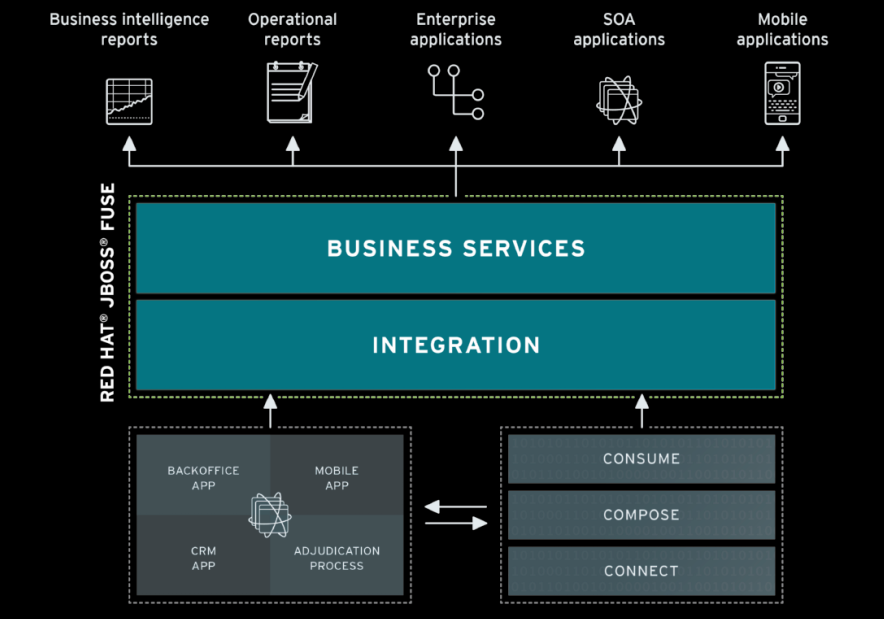 Business intelligence
reports
Operational
reports
Enterprise
applications
SOA
applications
Mobile
applications
RED HAT® JBOSS® FUSE
BUSINESS SERVICES
INTEGRATION
BACKOFFICE
APP
MOBILE
APP
CRM
APP
ADJUDICATION
PROCESS
CONSUME
COMPOSE
CONNECT